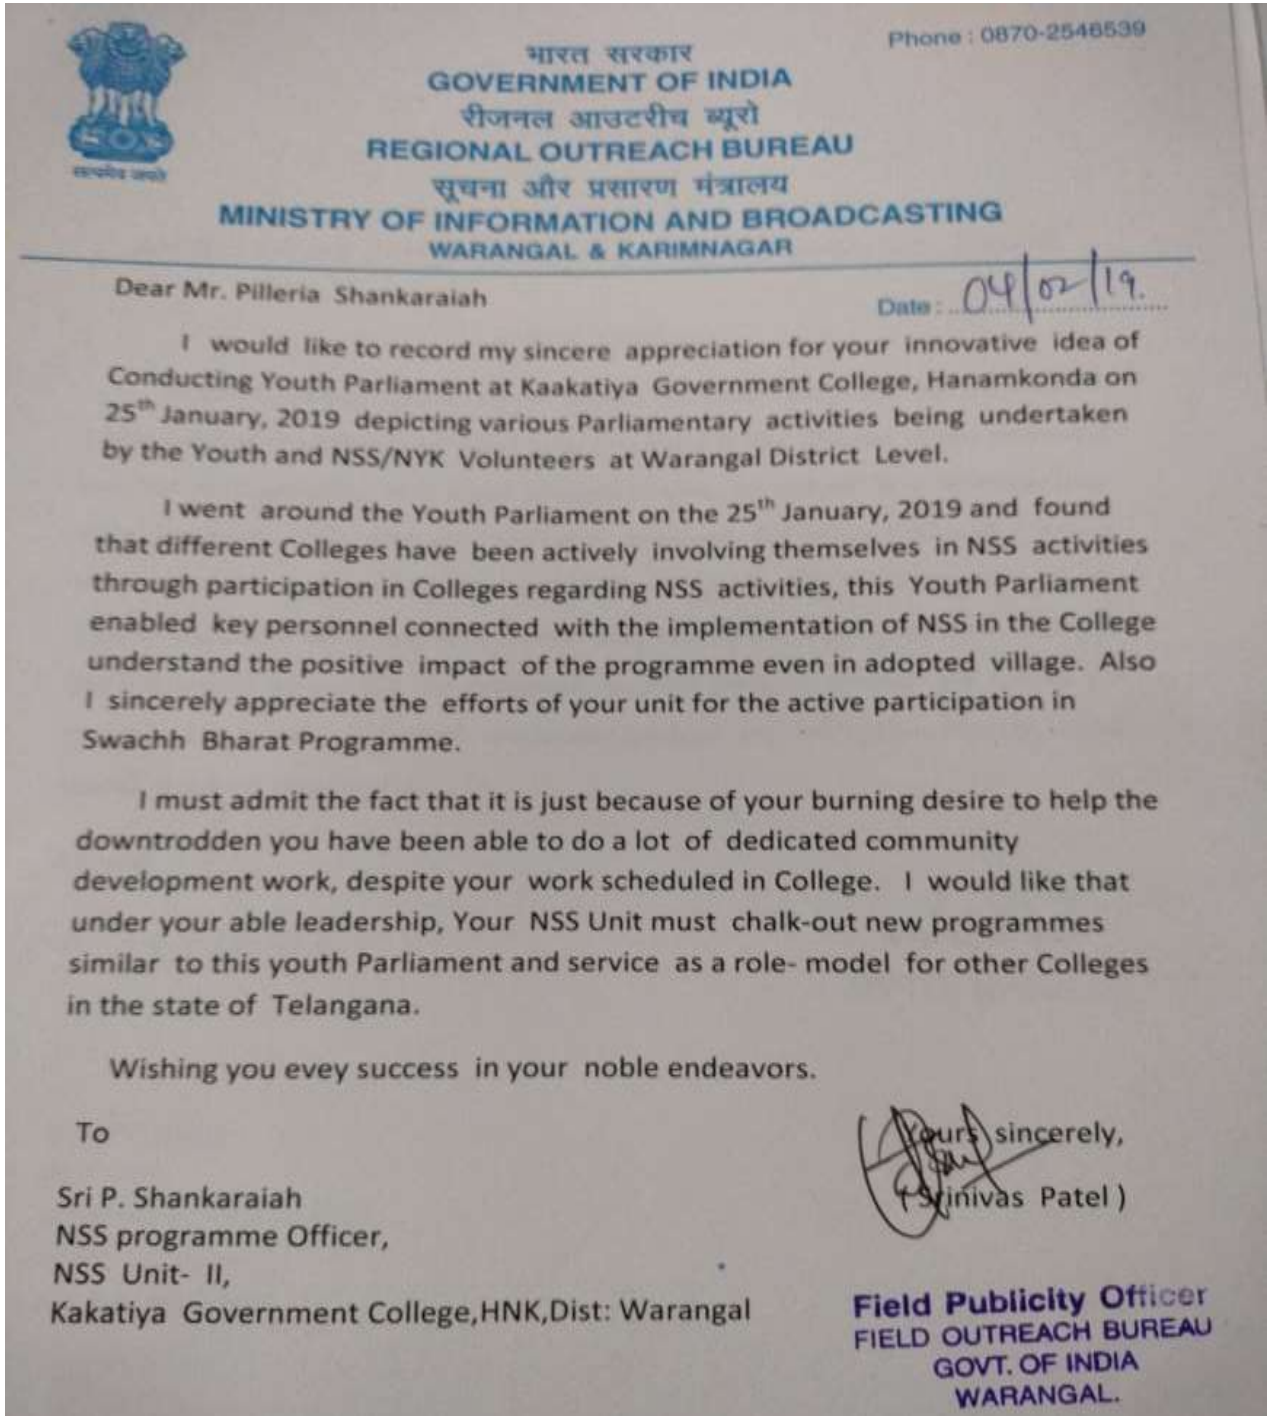 Phone : 0870-2546539
भारत सरकार
GOVERNMENT OF INDIA
रीजनल आउटरीच ब्यूरो
REGIONAL OUTREACH BUREAU
सूचना और प्रसारण मंत्रालय
MINISTRY OF INFORMATION AND BROADCASTING
WARANGAL & KARIMNAGAR
सत्यमेव जयते
Dear Mr. Pilleria Shankaraiah
Date : 04/02/19.
I would like to record my sincere appreciation for your innovative idea of
Conducting Youth Parliament at Kaakatiya Government College, Hanamkonda on
25th January, 2019 depicting various Parliamentary activities being undertaken
by the Youth and NSS/NYK Volunteers at Warangal District Level.
I went around the Youth Parliament on the 25th January, 2019 and found
that different Colleges have been actively involving themselves in NSS activities
through participation in Colleges regarding NSS activities, this Youth Parliament
enabled key personnel connected with the implementation of NSS in the College
understand the positive impact of the programme even in adopted village. Also
I sincerely appreciate the efforts of your unit for the active participation in
Swachh Bharat Programme.
I must admit the fact that it is just because of your burning desire to help the
downtrodden you have been able to do a lot of dedicated community
development work, despite your work scheduled in College. I would like that
under your able leadership, Your NSS Unit must chalk-out new programmes
similar to this youth Parliament and service as a role- model for other Colleges
in the state of Telangana.
Wishing you evey success in your noble endeavors.
To
Yours sincerely,
Sri P. Shankaraiah
(Srinivas Patel )
NSS programme Officer,
NSS Unit- II,
Kakatiya Government College,HNK,Dist: Warangal
Field Publicity Officer
FIELD OUTREACH BUREAU
GOVT. OF INDIA
WARANGAL.